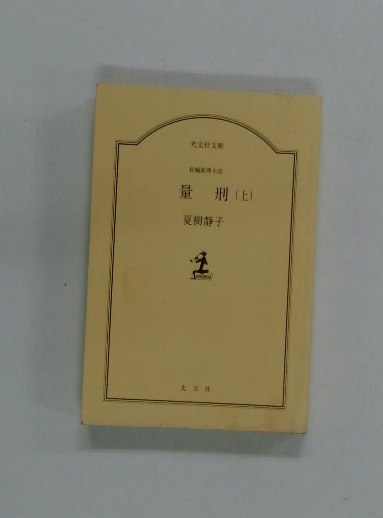 光文社文庫
長編推理小説
量 刑(上)
夏樹静子
光 文 社